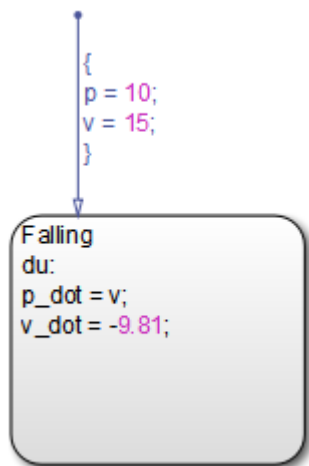 {
p = 10;
v = 15;
}
Falling
du:
p_dot = v;
v_dot = -9.81;